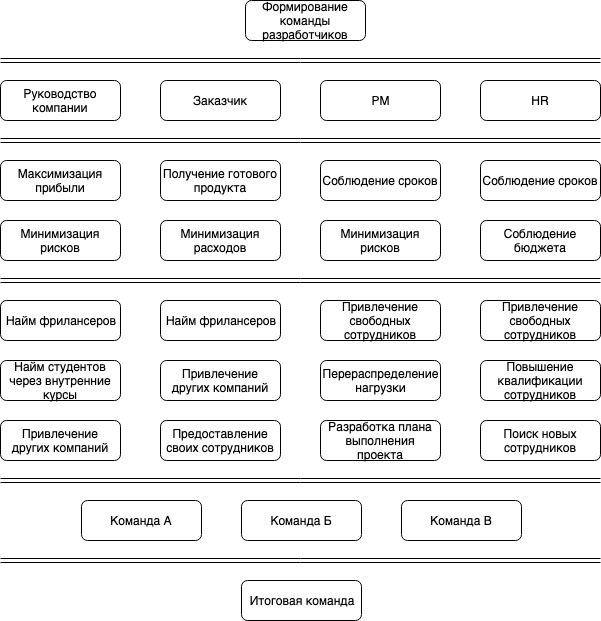 Формирование
команды
разработчиков
Руководство
компании
Заказчик
PM
HR
Максимизация
прибыли
Получение готового
продукта
Соблюдение сроков
Соблюдение сроков
Минимизация
рисков
Минимизация
расходов
Минимизация
рисков
Соблюдение
бюджета
Найм фрилансеров
Найм фрилансеров
Привлечение
свободных
сотрудников
Привлечение
свободных
сотрудников
Найм студентов
через внутренние
курсы
Привлечение
других компаний
Перераспределение
нагрузки
Повышение
квалификации
сотрудников
Привлечение
других компаний
Предоставление
своих сотрудников
Разработка плана
выполнения
проекта
Поиск новых
сотрудников
Команда А
Команда Б
Команда В
Итоговая команда